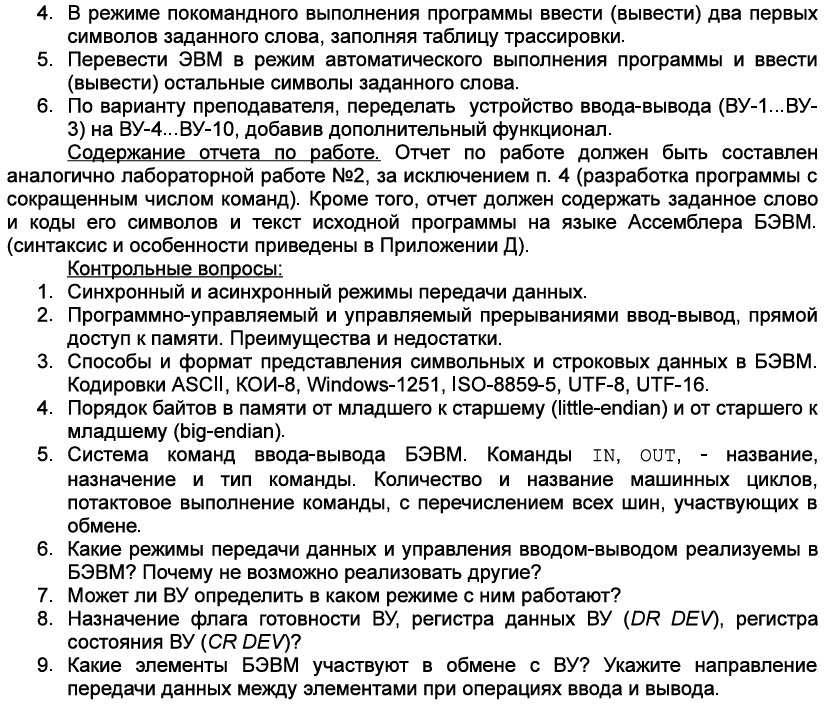 4. В режиме покомандного выполнения программы ввести (вывести) два первых
символов заданного слова, заполняя таблицу трассировки.
5. Перевести ЭВМ в режим автоматического выполнения программы и ввести
(вывести) остальные символы заданного слова.
6. По варианту преподавателя, переделать устройство ввода-вывода (ВУ-1...ВУ-
3) на ВУ-4...ВУ-10, добавив дополнительный функционал.
Содержание отчета по работе. Отчет по работе должен быть составлен
аналогично лабораторной работе №2, за исключением п. 4 (разработка программы с
сокращенным числом команд). Кроме того, отчет должен содержать заданное слово
и коды его символов и текст исходной программы на языке Ассемблера БЭВМ.
(синтаксис и особенности приведены в Приложении Д).
Контрольные вопросы:
1. Синхронный и асинхронный режимы передачи данных.
2. Программно-управляемый и управляемый прерываниями ввод-вывод, прямой
доступ к памяти. Преимущества и недостатки.
3. Способы и формат представления символьных и строковых данных в БЭВМ.
Кодировки ASCII, КОИ-8, Windows-1251, ISO-8859-5, UTF-8, UTF-16.
4. Порядок байтов в памяти от младшего к старшему (little-endian) и от старшего к
младшему (big-endian).
5. Система команд ввода-вывода БЭВМ. Команды IN, OUT, - название,
назначение и тип команды. Количество и название машинных циклов,
потактовое выполнение команды, с перечислением всех шин, участвующих в
обмене.
6. Какие режимы передачи данных и управления вводом-выводом реализуемы в
БЭВМ? Почему не возможно реализовать другие?
7. Может ли ВУ определить в каком режиме с ним работают?
8. Назначение флага готовности ВУ, регистра данных ВУ (DR DEV), регистра
состояния ВУ (CR DEV)?
9. Какие элементы БЭВМ участвуют в обмене с ВУ? Укажите направление
передачи данных между элементами при операциях ввода и вывода.